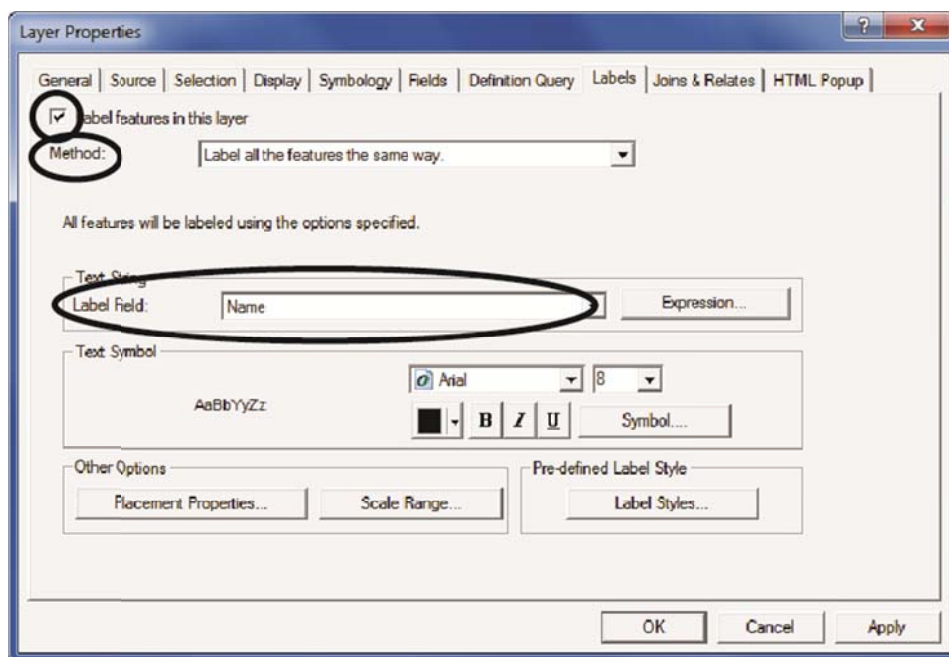 Layer Properties
General Source Selection Display Symbology Fields Definition Query Labels Joins & Relates HTML Popup
abel features in this layer
Method: Label all the features the same way.
All features will be labeled using the options specified.
Text String
Label Field: Name Expression...
Text Symbol
AaBbYyZz Arial 8
B I U Symbol....
Other Options Pre-defined Label Style
Placement Properties... Scale Range... Label Styles...
OK Cancel Apply